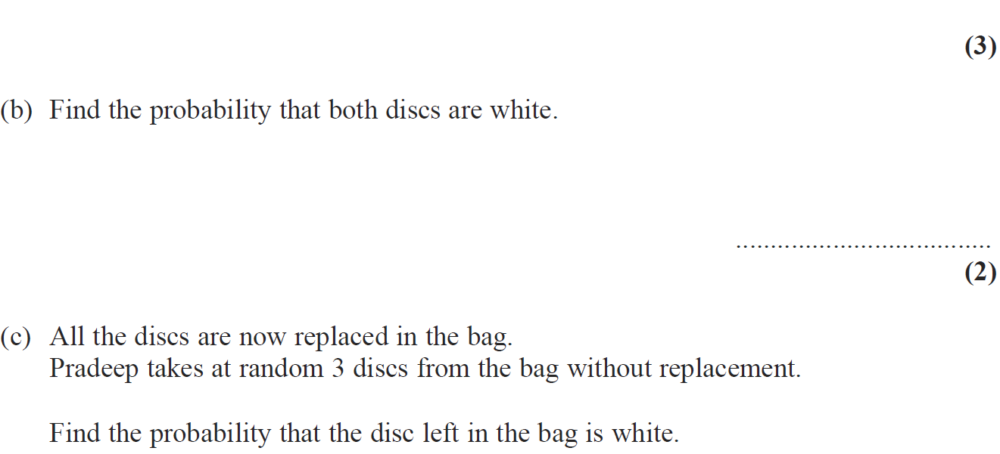 (3)
(b) Find the probability that both discs are white.
.....................................
(2)
(c) All the discs are now replaced in the bag.
Pradeep takes at random 3 discs from the bag without replacement.
Find the probability that the disc left in the bag is white.